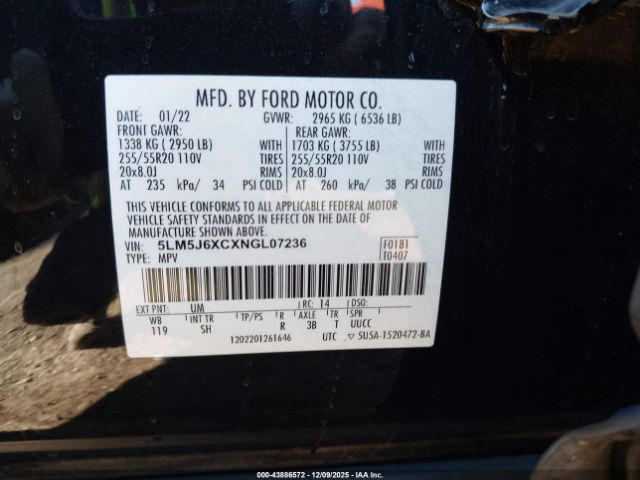 MFD. BY FORD MOTOR CO.
DATE: 01/22 GVWR: 2965 KG ( 6536 LB)
FRONT GAWR: REAR GAWR:
1338 KG ( 2950 LB) WITH 1703 KG ( 3755 LB) WITH
255/55R20 110V TIRES 255/55R20 110V TIRES
20x8.0J RIMS 20x8.0J RIMS
AT 235 kPa/ 34 PSI COLD AT 260 kPa/ 38 PSI COLD
THIS VEHICLE CONFORMS TO ALL APPLICABLE FEDERAL MOTOR
VEHICLE SAFETY STANDARDS IN EFFECT ON THE DATE OF
MANUFACTURE SHOWN ABOVE.
VIN: 5LM5J6XCXNGL07236 F0181
TYPE: MPV T0407
EXT PNT: UM RC: 14 DSO:
WB INT TR TP/PS R AXLE TR SPR
119 SH R 3B T UUCC
1202201261646 UTC ▽ 5U5A-1520472-BA
000-43886572 • 12/09/2025 • IAA Inc.